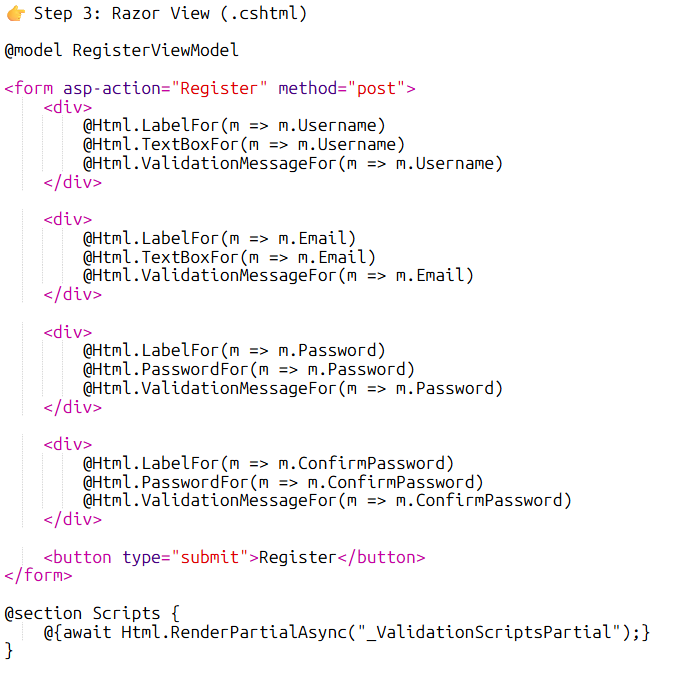 👉 Step 3: Razor View (.cshtml)
@model RegisterViewModel
<form asp-action="Register" method="post">
    <div>
        @Html.LabelFor(m => m.Username)
        @Html.TextBoxFor(m => m.Username)
        @Html.ValidationMessageFor(m => m.Username)
    </div>
    <div>
        @Html.LabelFor(m => m.Email)
        @Html.TextBoxFor(m => m.Email)
        @Html.ValidationMessageFor(m => m.Email)
    </div>
    <div>
        @Html.LabelFor(m => m.Password)
        @Html.PasswordFor(m => m.Password)
        @Html.ValidationMessageFor(m => m.Password)
    </div>
    <div>
        @Html.LabelFor(m => m.ConfirmPassword)
        @Html.PasswordFor(m => m.ConfirmPassword)
        @Html.ValidationMessageFor(m => m.ConfirmPassword)
    </div>
    <button type="submit">Register</button>
</form>
@section Scripts {
    @{await Html.RenderPartialAsync("_ValidationScriptsPartial");}
}